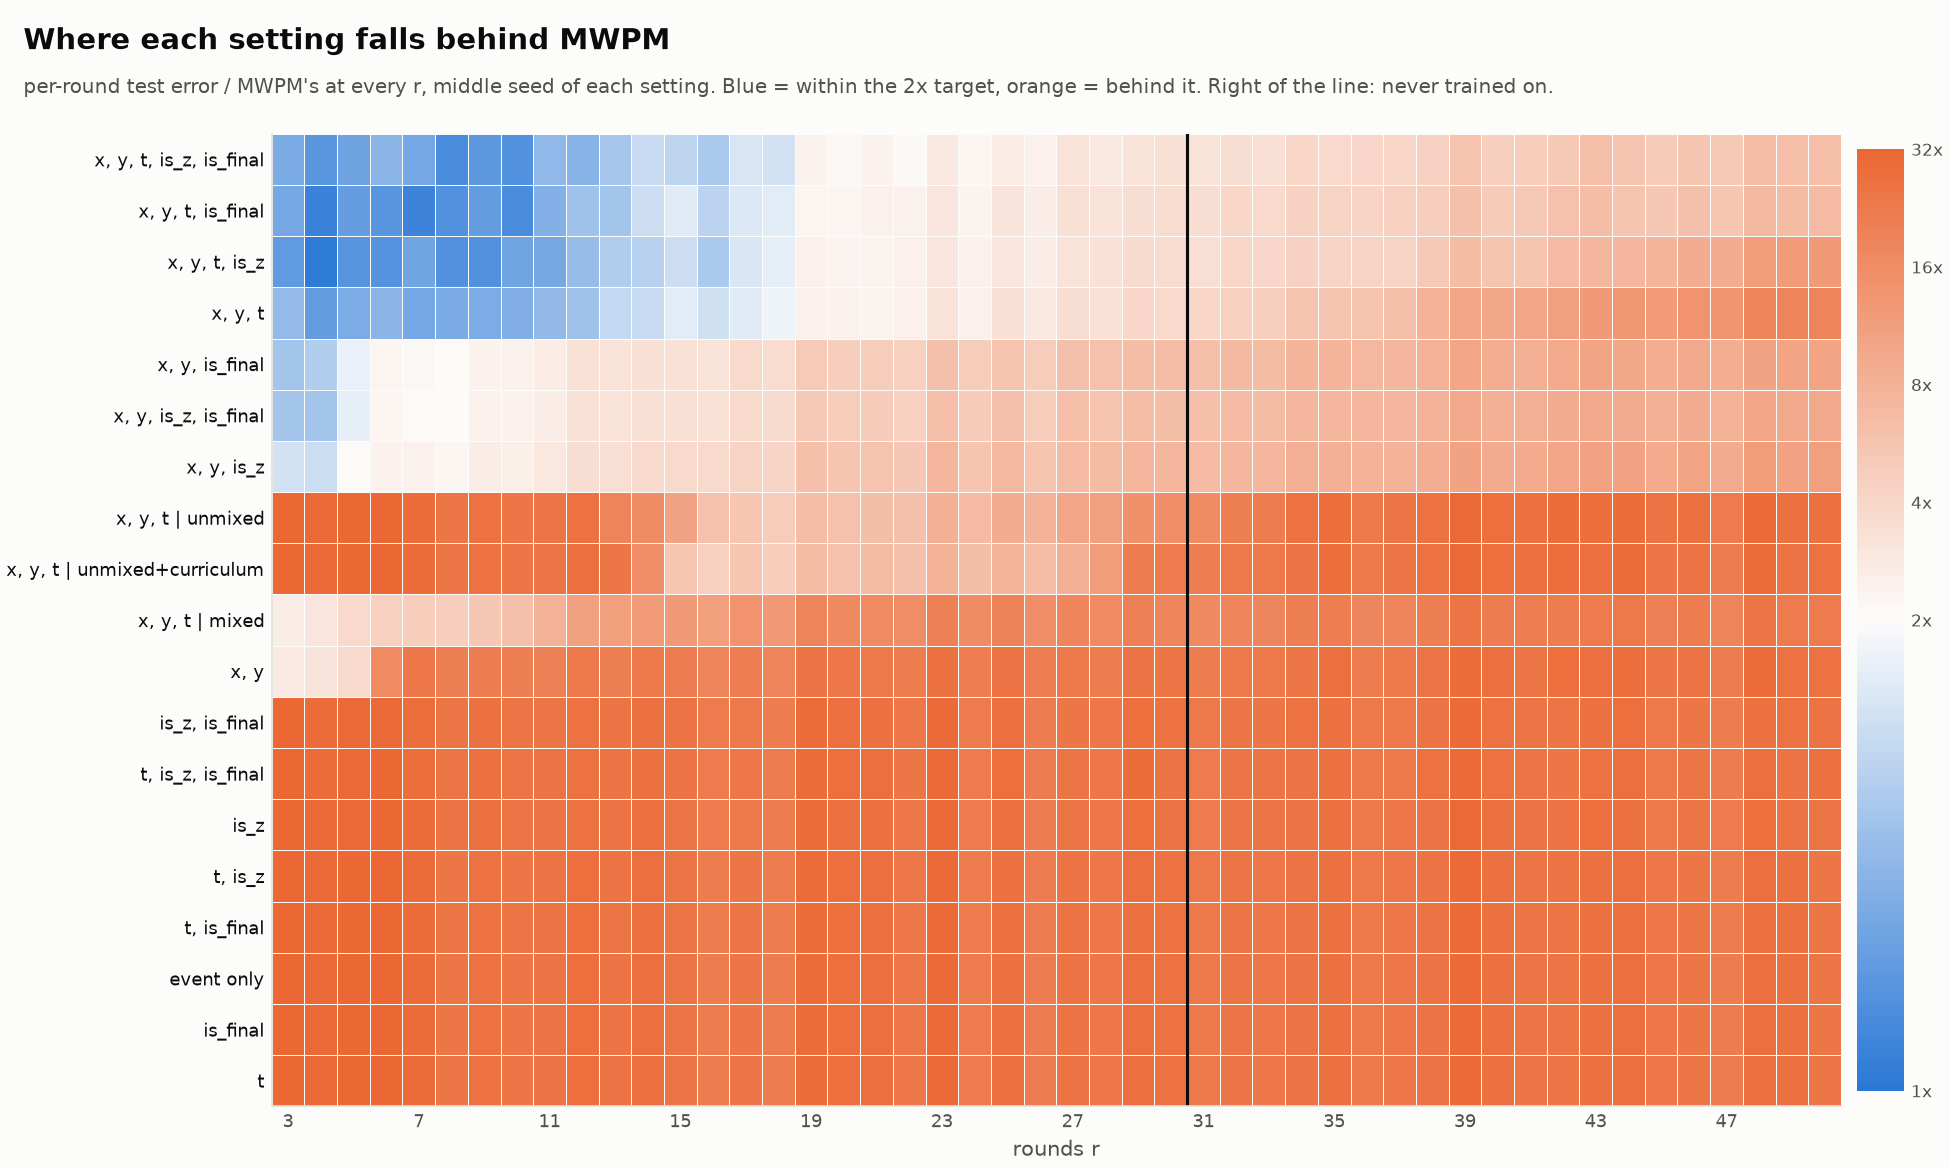 Where each setting falls behind MWPM
per-round test error / MWPM's at every r, middle seed of each setting. Blue = within the 2x target, orange = behind it. Right of the line: never trained on.
x, y, t, is_z, is_final
x, y, t, is_final
x, y, t, is_z
x, y, t
x, y, is_final
x, y, is_z, is_final
x, y, is_z
x, y, t | unmixed
x, y, t | unmixed+curriculum
x, y, t | mixed
x, y
is_z, is_final
t, is_z, is_final
is_z
t, is_z
t, is_final
event only
is_final
t
3 7 11 15 19 23 27 31 35 39 43 47
rounds r
32x
16x
8x
4x
2x
1x